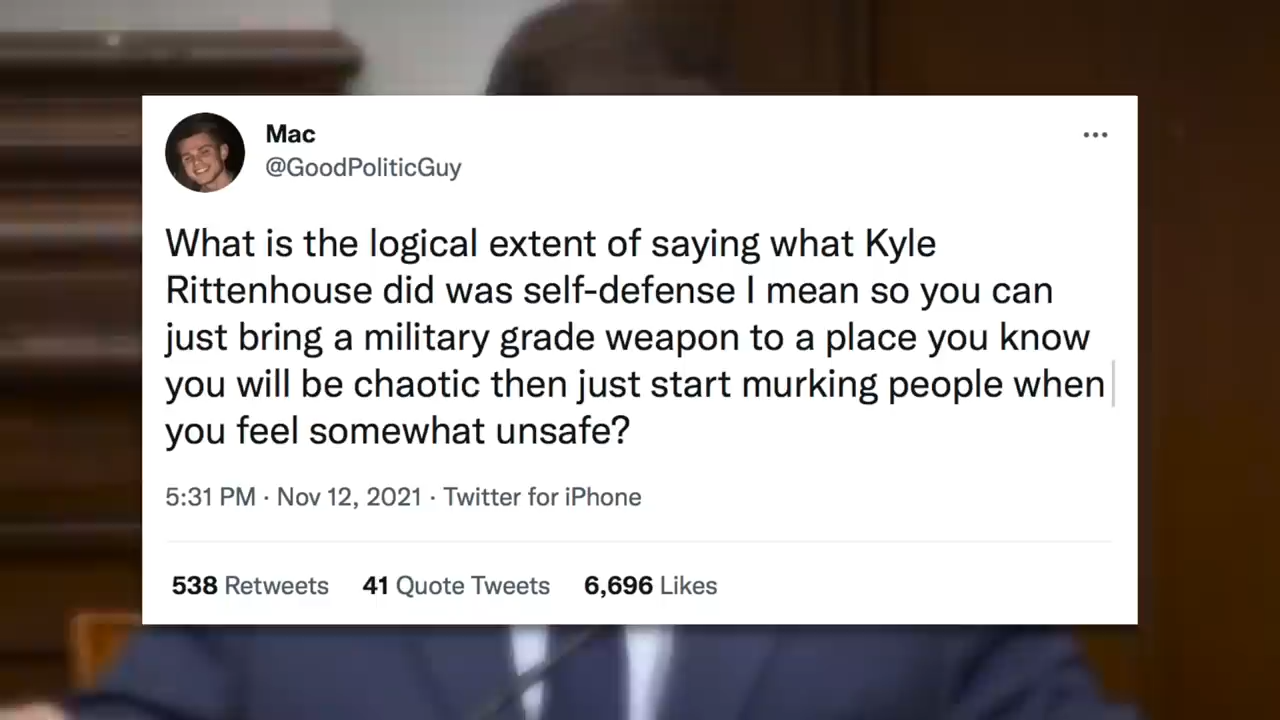 Mac
@GoodPoliticGuy
What is the logical extent of saying what Kyle
Rittenhouse did was self-defense I mean so you can
just bring a military grade weapon to a place you know
you will be chaotic then just start murking people when
you feel somewhat unsafe?
5:31 PM · Nov 12, 2021 · Twitter for iPhone
538 Retweets 41 Quote Tweets 6,696 Likes